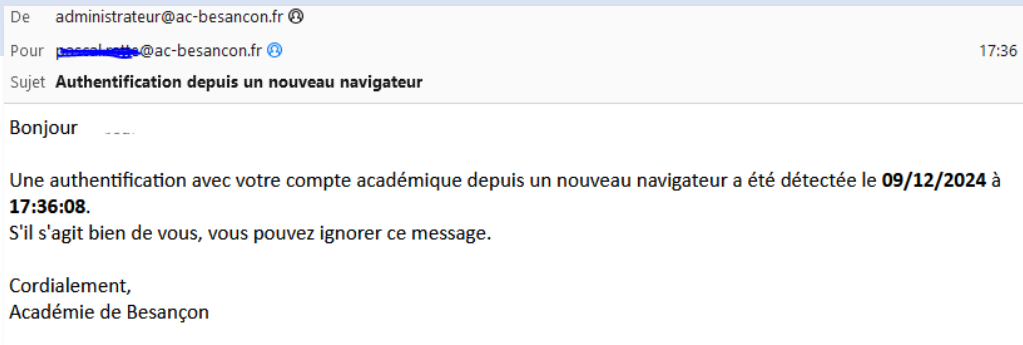 De administrateur@ac-besancon.fr
Pour @ac-besancon.fr 17:36
Sujet Authentification depuis un nouveau navigateur
Bonjour
Une authentification avec votre compte académique depuis un nouveau navigateur a été détectée le 09/12/2024 à
17:36:08.
S'il s'agit bien de vous, vous pouvez ignorer ce message.
Cordialement,
Académie de Besançon